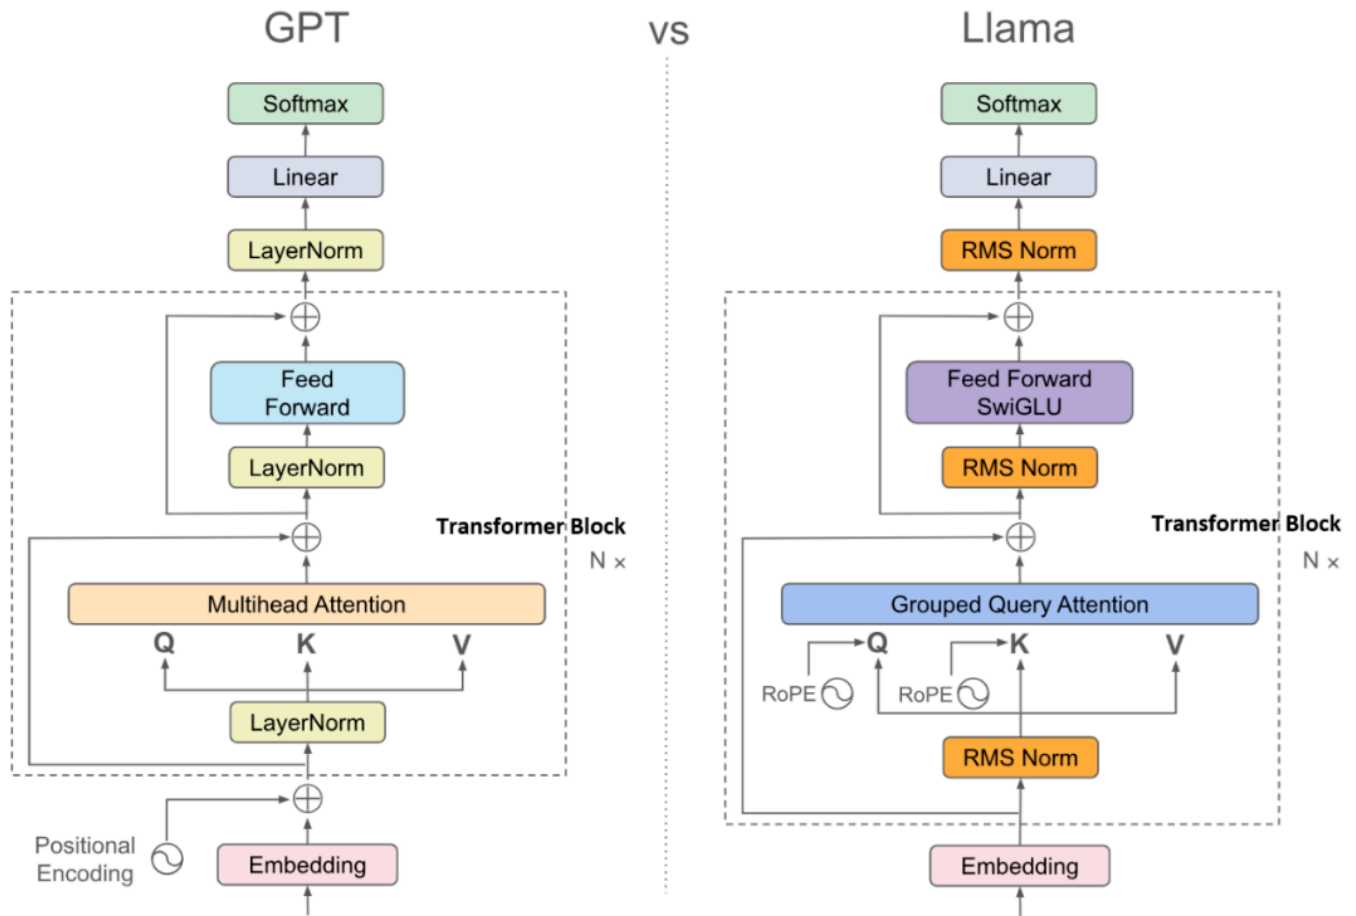 GPT
vs
Llama
Softmax
Linear
LayerNorm
Feed
Forward
LayerNorm
Transformer Block
N ×
Multihead Attention
Q K V
LayerNorm
Positional
Encoding
Embedding
Softmax
Linear
RMS Norm
Feed Forward
SwiGLU
RMS Norm
Transformer Block
N ×
Grouped Query Attention
Q K V
RoPE RoPE
RMS Norm
Embedding